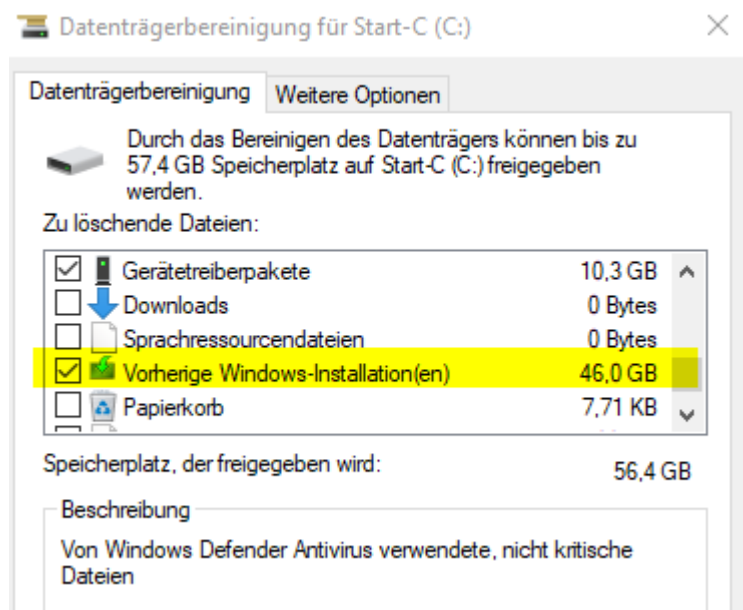 Datenträgerbereinigung für Start-C (C:)
Datenträgerbereinigung Weitere Optionen
Durch das Bereinigen des Datenträgers können bis zu
57,4 GB Speicherplatz auf Start-C (C:) freigegeben
werden.
Zu löschende Dateien:
Gerätetreiberpakete 10,3 GB
Downloads 0 Bytes
Sprachressourcendateien 0 Bytes
Vorherige Windows-Installation(en) 46,0 GB
Papierkorb 7,71 KB
Speicherplatz, der freigegeben wird: 56,4 GB
Beschreibung
Von Windows Defender Antivirus verwendete, nicht kritische
Dateien